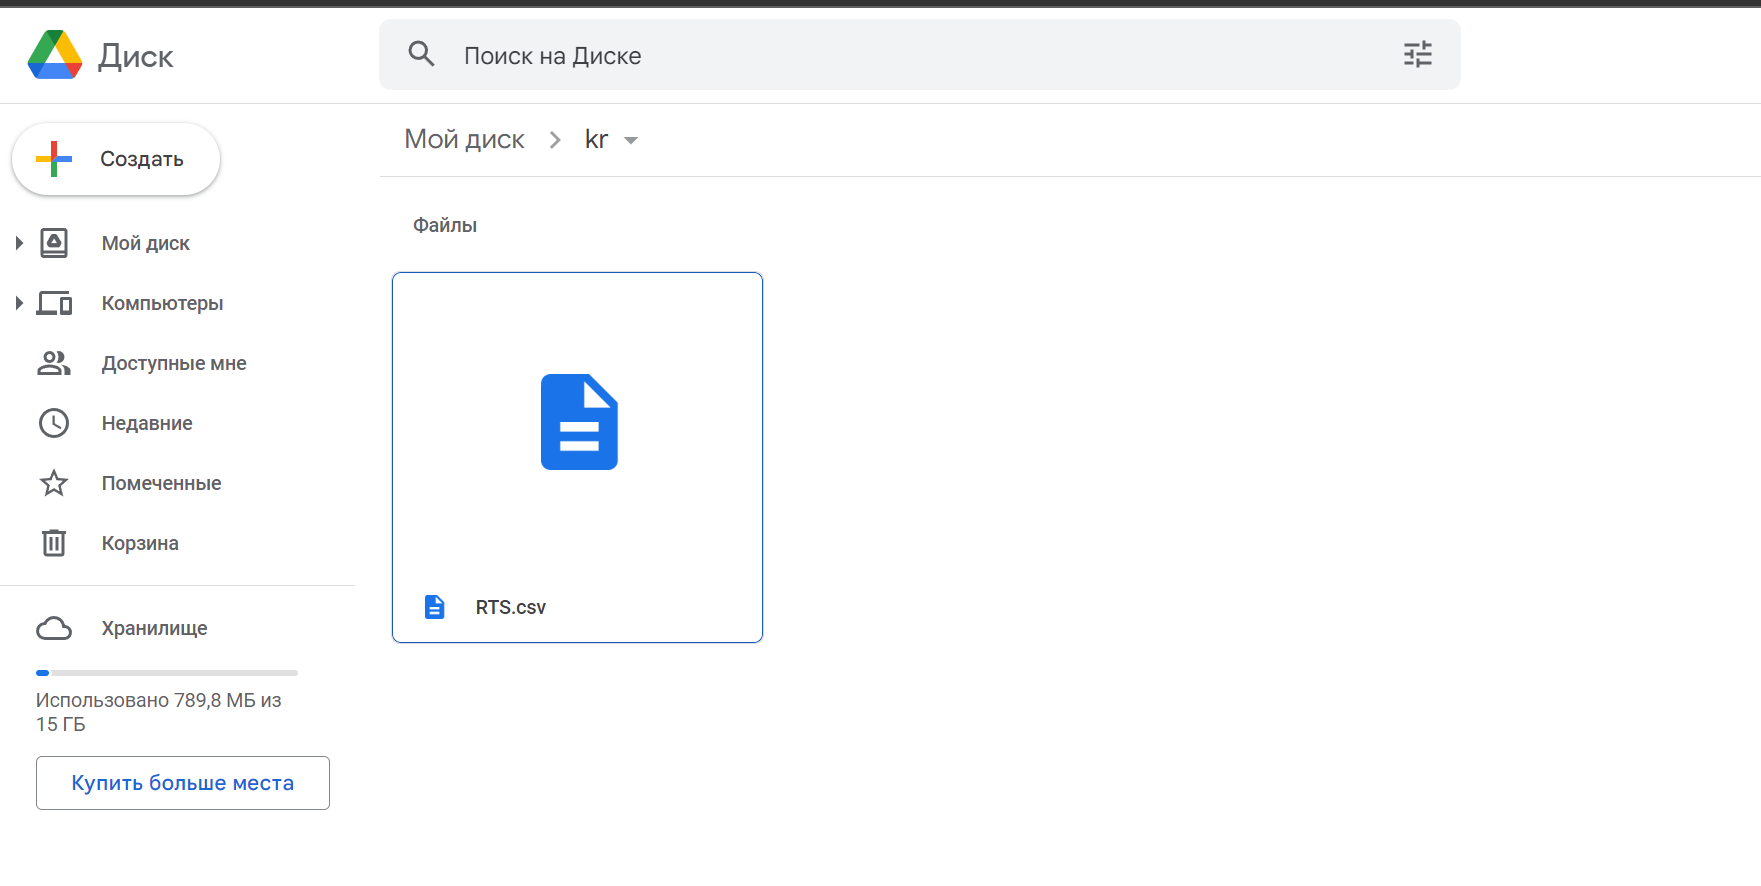 Диск
Поиск на Диске
Создать
Мой диск
Компьютеры
Доступные мне
Недавние
Помеченные
Корзина
Хранилище
Использовано 789,8 МБ из
15 ГБ
Купить больше места
Мой диск
kr
Файлы
RTS.csv